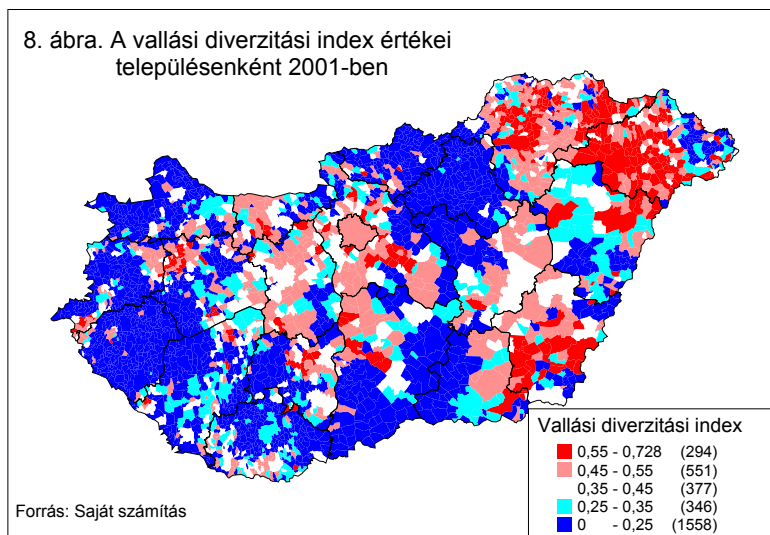 8. ábra. A vallási diverzitási index értékei
településenként 2001-ben
Vallási diverzitási index
0,55 - 0,728 (294)
0,45 - 0,55 (551)
0,35 - 0,45 (377)
0,25 - 0,35 (346)
0 - 0,25 (1558)
Forrás: Saját számítás